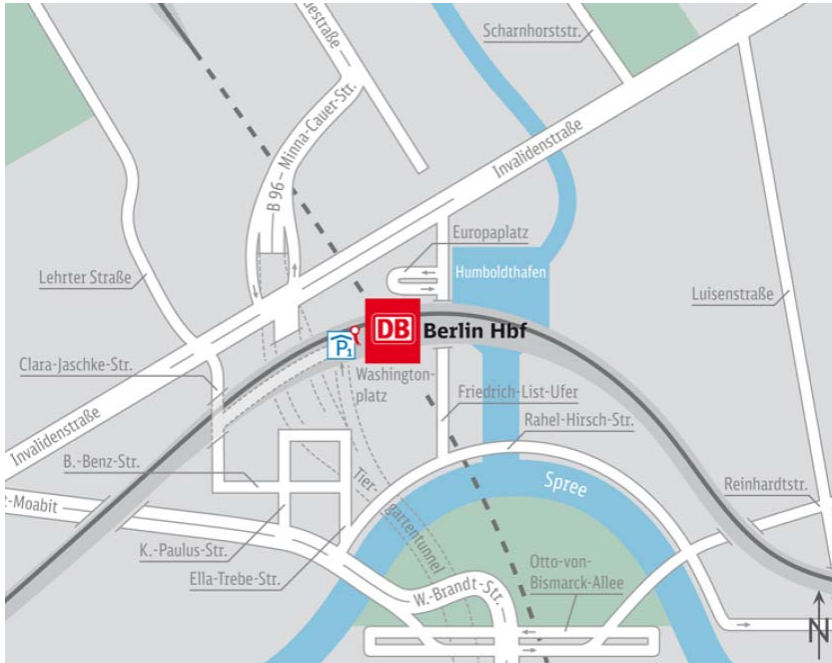 Scharnhorststr.
destraße
B 96 – Minna-Cauer-Str.
Invalidenstraße
Europaplatz
Humboldthafen
Lehrter Straße
Luisenstraße
DB
Berlin Hbf
P1
Clara-Jaschke-Str.
Washington-
platz
Friedrich-List-Ufer
Rahel-Hirsch-Str.
Invalidenstraße
B.-Benz-Str.
Tier-
gartentunnel
Spree
Reinhardtstr.
t-Moabit
K.-Paulus-Str.
Ella-Trebe-Str.
Otto-von-
Bismarck-Allee
W.-Brandt-Str.
N